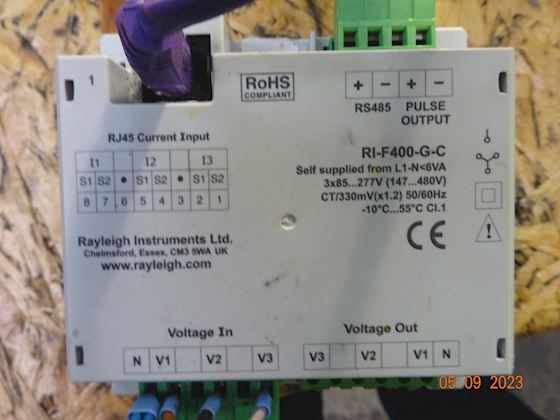 1
RoHS
COMPLIANT
+ − + −
RS485 PULSE
OUTPUT
RJ45 Current Input
I1 I2 I3
S1 S2 • S1 S2 • S1 S2
8 7 6 5 4 3 2 1
RI-F400-G-C
Self supplied from L1-N<6VA
3x85...277V (147...480V)
CT/330mV(x1.2) 50/60Hz
-10°C...55°C Cl.1
CE
Rayleigh Instruments Ltd.
Chelmsford, Essex, CM3 5WA UK
www.rayleigh.com
Voltage In
N V1 V2 V3
Voltage Out
V3 V2 V1 N
05 09 2023